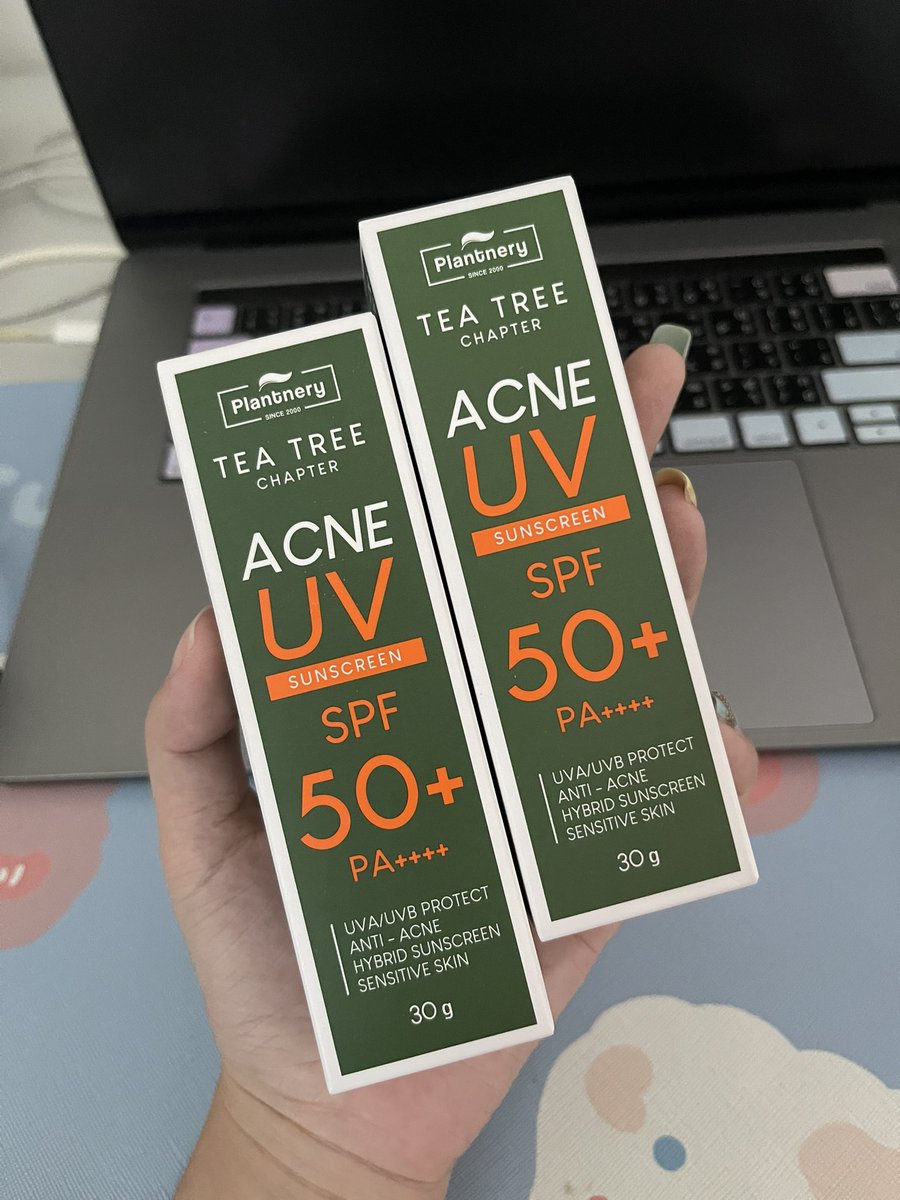 Plantnery
SINCE 2000
TEA TREE
CHAPTER
ACNE
UV
SUNSCREEN
SPF
50+
PA++++
UVA/UVB PROTECT
ANTI - ACNE
HYBRID SUNSCREEN
SENSITIVE SKIN
30 g
Plantnery
SINCE 2000
TEA TREE
CHAPTER
ACNE
UV
SUNSCREEN
SPF
50+
PA++++
UVA/UVB PROTECT
ANTI - ACNE
HYBRID SUNSCREEN
SENSITIVE SKIN
30 g